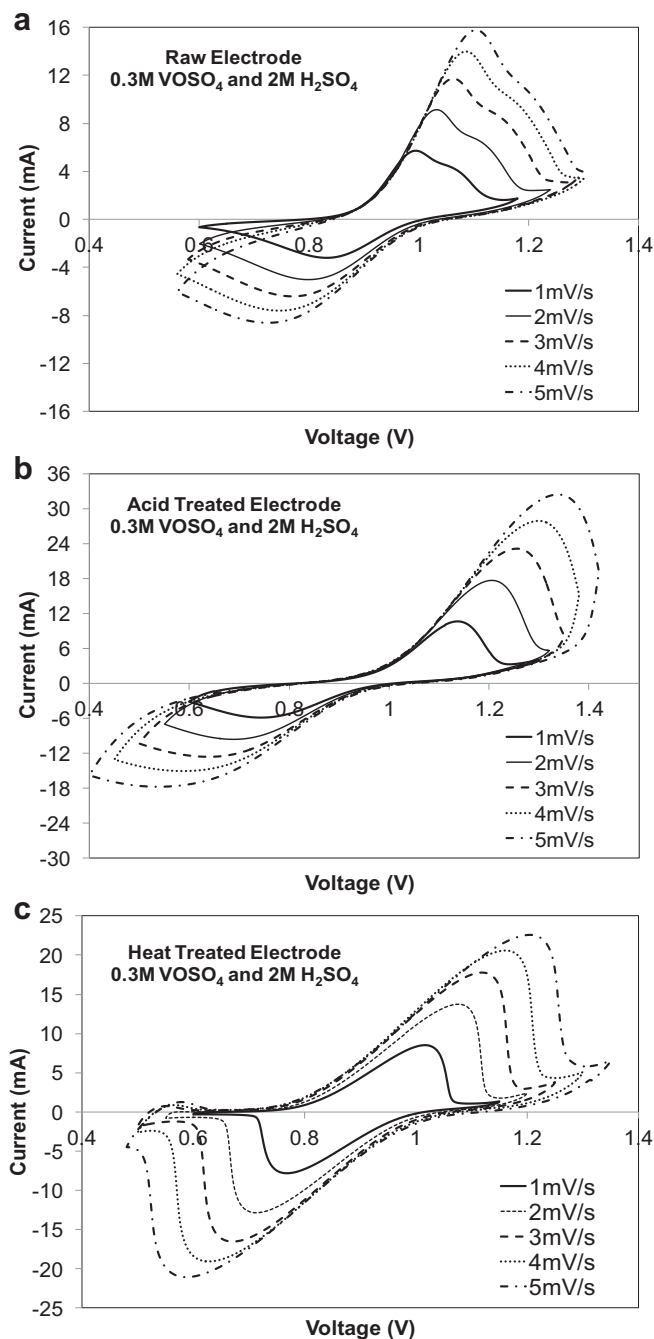 a
16
Raw Electrode
0.3M VOSO₄ and 2M H₂SO₄
12
8
4
0
0.4 0.6 0.8 1 1.2 1.4
-4
-8
-12
-16
Current (mA)
1mV/s
2mV/s
3mV/s
4mV/s
5mV/s
Voltage (V)
b
36
Acid Treated Electrode
0.3M VOSO₄ and 2M H₂SO₄
30
24
18
12
6
0
0.4 0.6 0.8 1 1.2 1.4
-6
-12
-18
-24
-30
Current (mA)
1mV/s
2mV/s
3mV/s
4mV/s
5mV/s
Voltage (V)
c
25
Heat Treated Electrode
0.3M VOSO₄ and 2M H₂SO₄
20
15
10
5
0
0.4 0.6 0.8 1 1.2 1.4
-5
-10
-15
-20
-25
Current (mA)
1mV/s
2mV/s
3mV/s
4mV/s
5mV/s
Voltage (V)